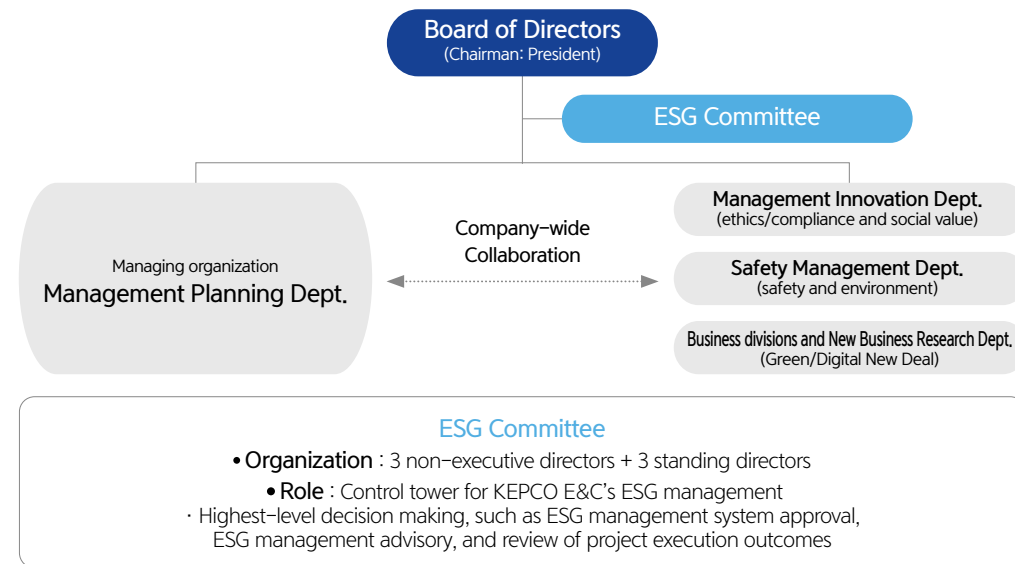 Board of Directors
(Chairman: President)
ESG Committee
Managing organization
Management Planning Dept.
Company-wide
Collaboration
Management Innovation Dept.
(ethics/compliance and social value)
Safety Management Dept.
(safety and environment)
Business divisions and New Business Research Dept.
(Green/Digital New Deal)
ESG Committee
• Organization : 3 non-executive directors + 3 standing directors
• Role : Control tower for KEPCO E&C's ESG management
· Highest-level decision making, such as ESG management system approval,
ESG management advisory, and review of project execution outcomes